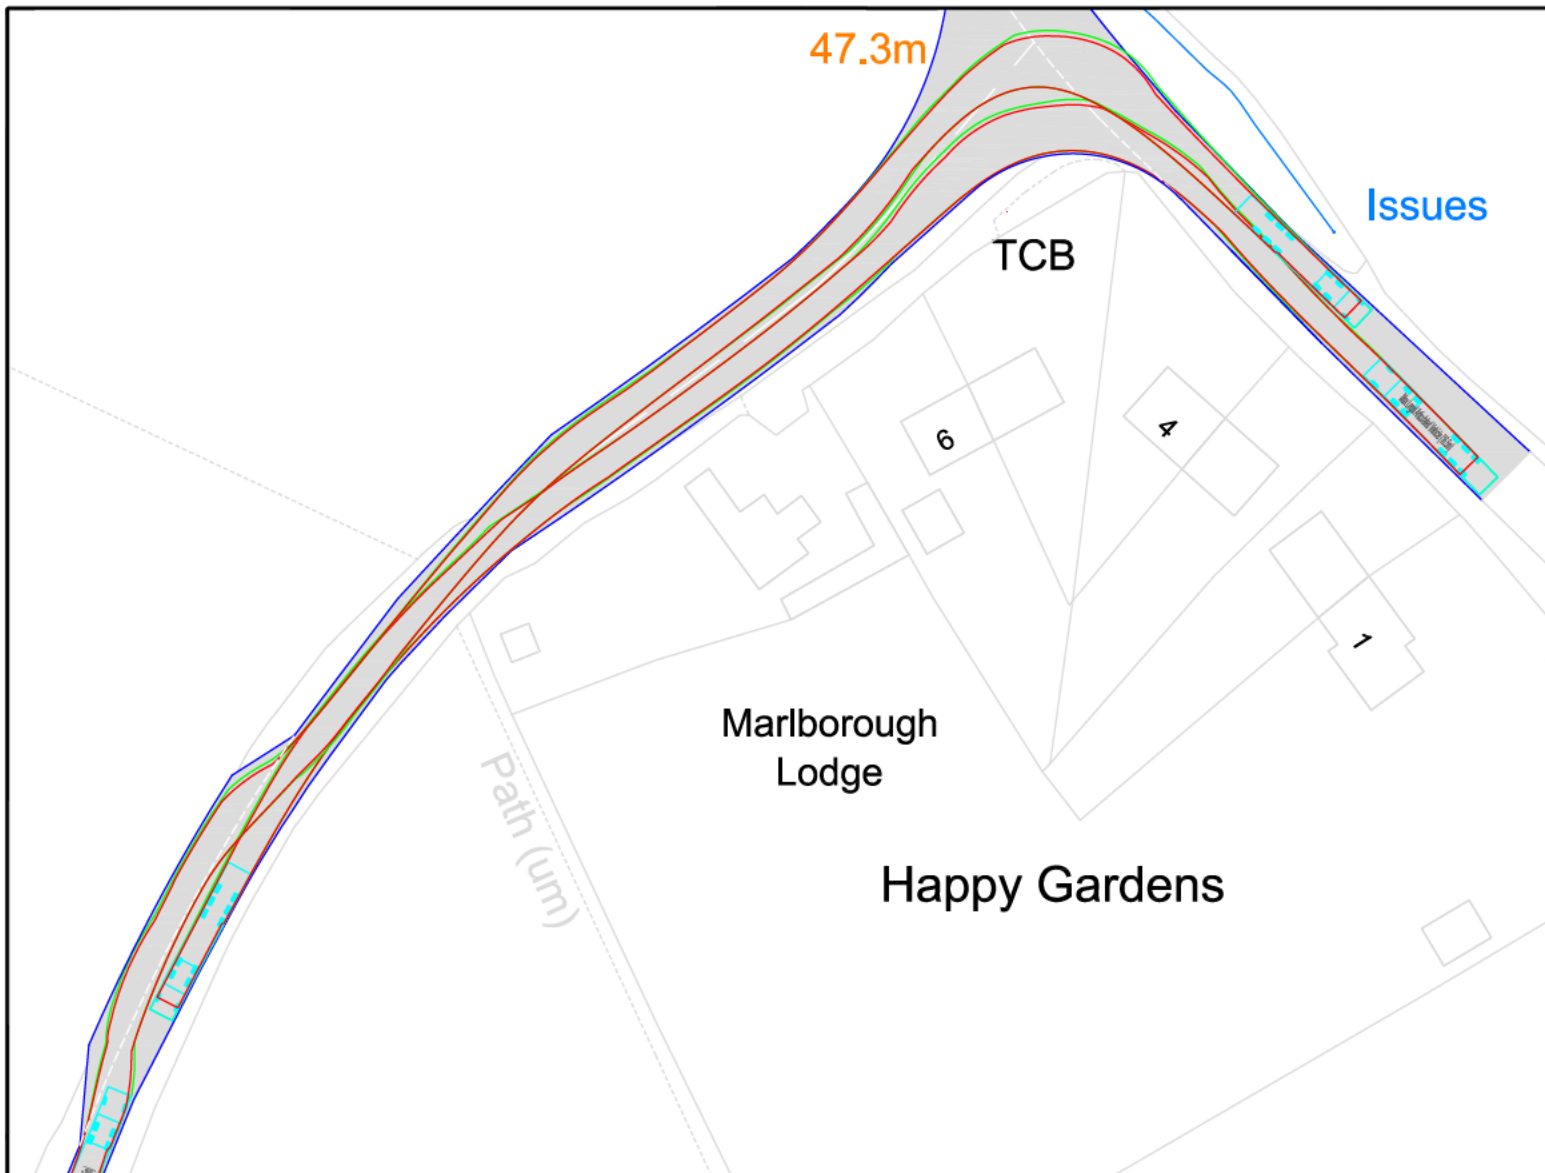 47.3m
Issues
TCB
6
4
1
Marlborough
Lodge
Path (um)
Happy Gardens